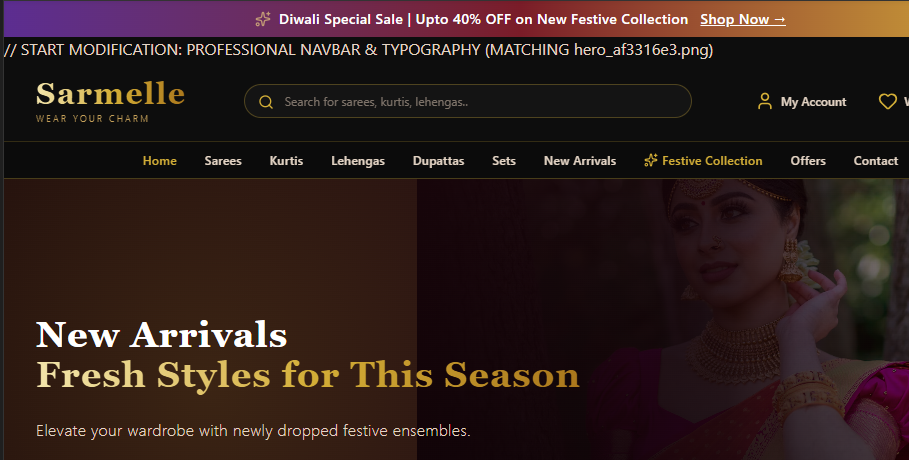 Diwali Special Sale | Upto 40% OFF on New Festive Collection Shop Now →
// START MODIFICATION: PROFESSIONAL NAVBAR & TYPOGRAPHY (MATCHING hero_af3316e3.png)
Sarmelle
WEAR YOUR CHARM
Search for sarees, kurtis, lehengas..
My Account
Home Sarees Kurtis Lehengas Dupattas Sets New Arrivals Festive Collection Offers Contact
New Arrivals
Fresh Styles for This Season
Elevate your wardrobe with newly dropped festive ensembles.